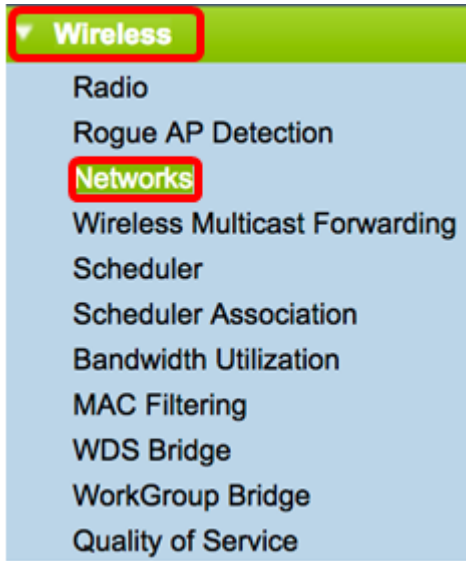 Wireless
Radio
Rogue AP Detection
Networks
Wireless Multicast Forwarding
Scheduler
Scheduler Association
Bandwidth Utilization
MAC Filtering
WDS Bridge
WorkGroup Bridge
Quality of Service